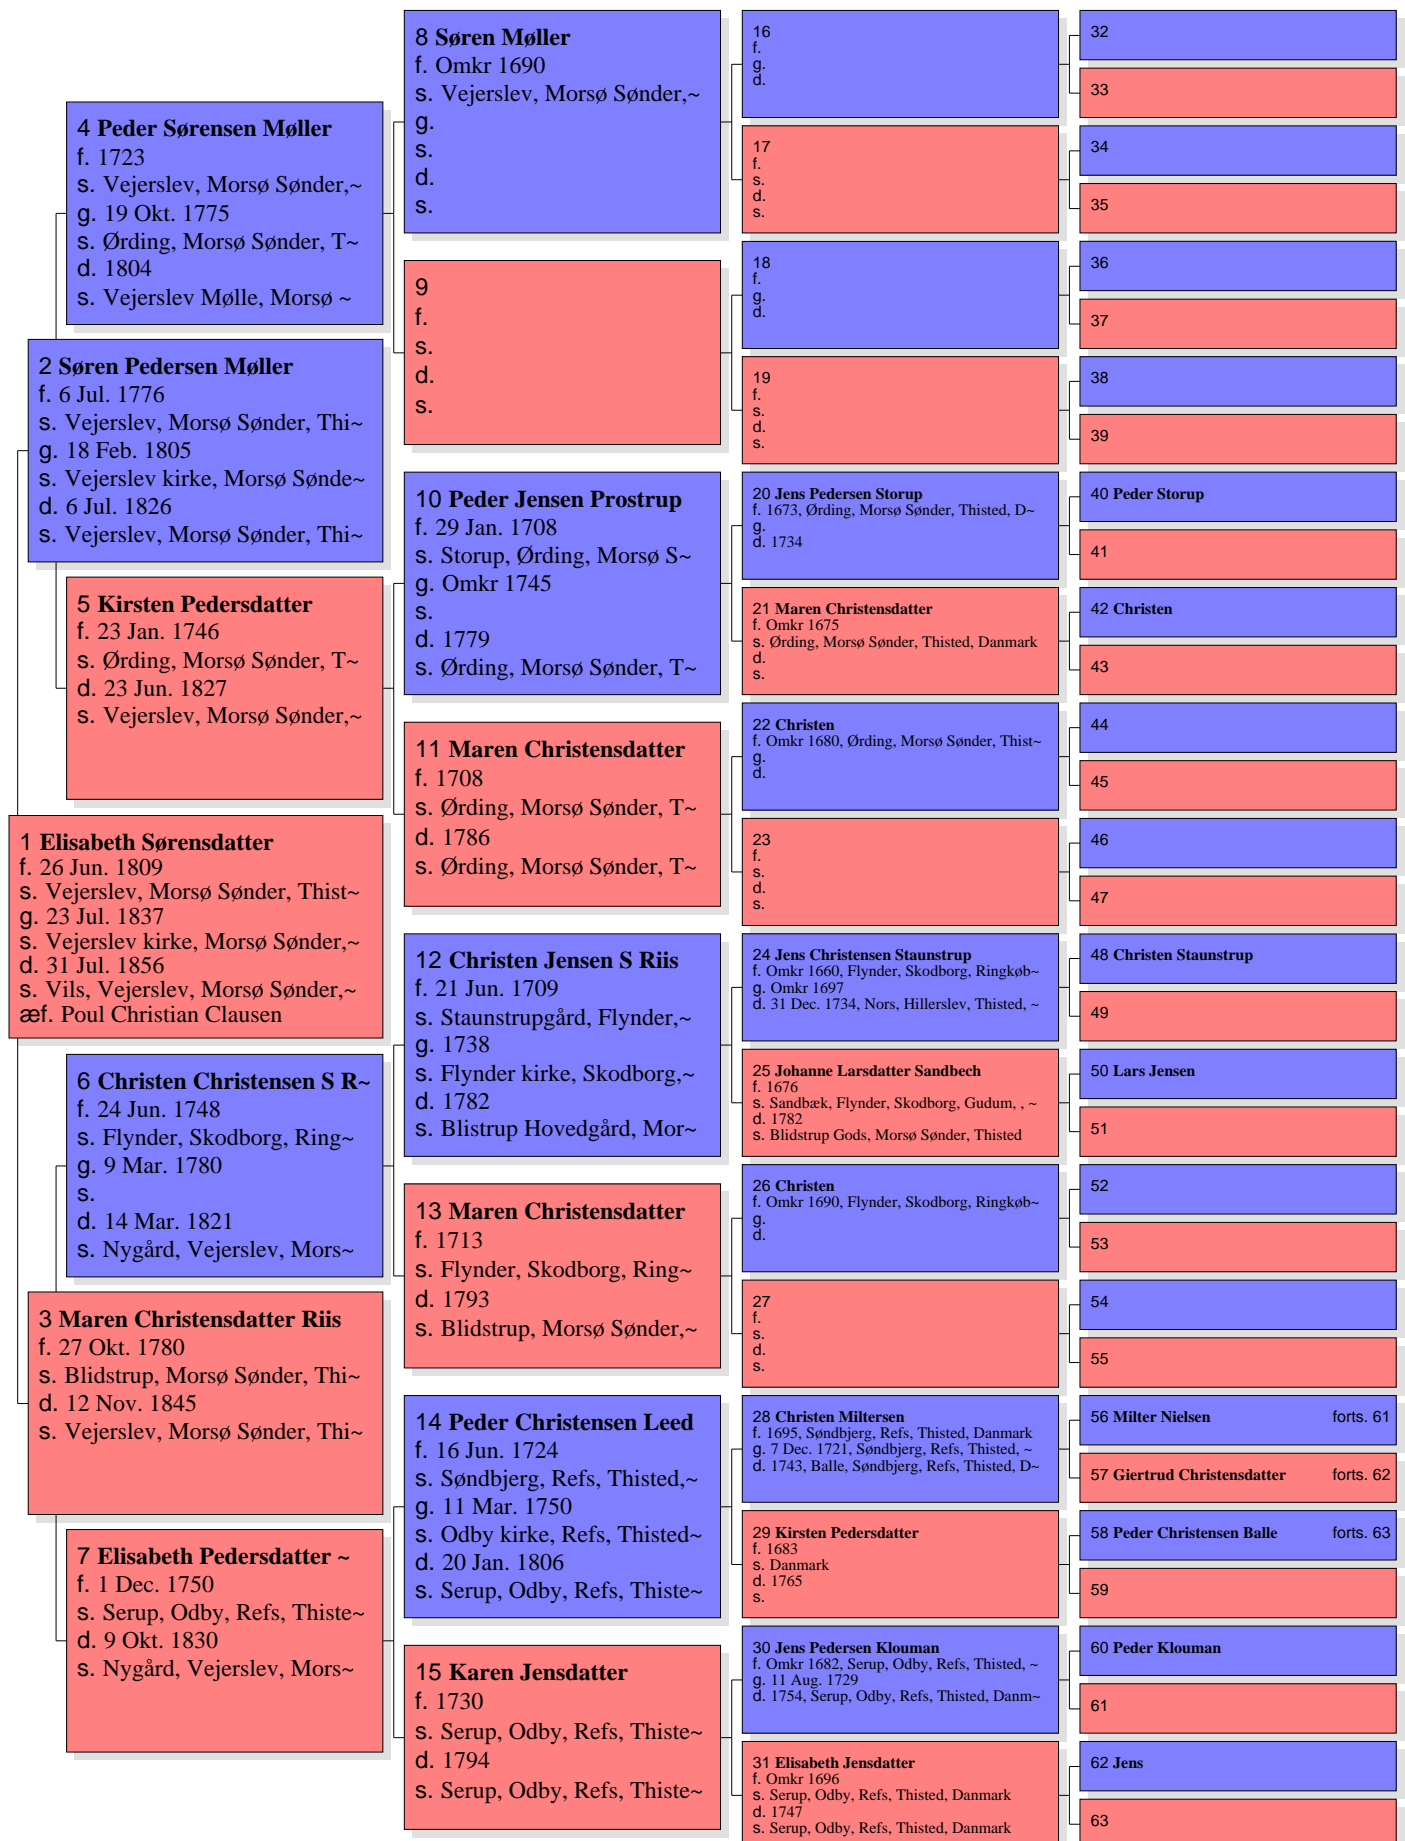 8 Søren Møller
f. Omkr 1690
s. Vejerslev, Morsø Sønder,~
g.
s.
d.
s.
16
f.
g.
d.
32
33
4 Peder Sørensen Møller
f. 1723
s. Vejerslev, Morsø Sønder,~
g. 19 Okt. 1775
s. Ørding, Morsø Sønder, T~
d. 1804
s. Vejerslev Mølle, Morsø ~
17
f.
s.
d.
s.
34
35
9
f.
s.
d.
s.
18
f.
g.
d.
36
37
2 Søren Pedersen Møller
f. 6 Jul. 1776
s. Vejerslev, Morsø Sønder, Thi~
g. 18 Feb. 1805
s. Vejerslev kirke, Morsø Sønde~
d. 6 Jul. 1826
s. Vejerslev, Morsø Sønder, Thi~
19
f.
s.
d.
s.
38
39
10 Peder Jensen Prostrup
f. 29 Jan. 1708
s. Storup, Ørding, Morsø S~
g. Omkr 1745
s.
d. 1779
s. Ørding, Morsø Sønder, T~
20 Jens Pedersen Storup
f. 1673, Ørding, Morsø Sønder, Thisted, D~
g.
d. 1734
40 Peder Storup
41
5 Kirsten Pedersdatter
f. 23 Jan. 1746
s. Ørding, Morsø Sønder, T~
d. 23 Jun. 1827
s. Vejerslev, Morsø Sønder,~
21 Maren Christensdatter
f. Omkr 1675
s. Ørding, Morsø Sønder, Thisted, Danmark
d.
s.
42 Christen
43
11 Maren Christensdatter
f. 1708
s. Ørding, Morsø Sønder, T~
d. 1786
s. Ørding, Morsø Sønder, T~
22 Christen
f. Omkr 1680, Ørding, Morsø Sønder, Thist~
g.
d.
44
45
1 Elisabeth Sørensdatter
f. 26 Jun. 1809
s. Vejerslev, Morsø Sønder, Thist~
g. 23 Jul. 1837
s. Vejerslev kirke, Morsø Sønder,~
d. 31 Jul. 1856
s. Vils, Vejerslev, Morsø Sønder,~
æf. Poul Christian Clausen
23
f.
s.
d.
s.
46
47
12 Christen Jensen S Riis
f. 21 Jun. 1709
s. Staunstrupgård, Flynder,~
g. 1738
s. Flynder kirke, Skodborg,~
d. 1782
s. Blistrup Hovedgård, Mor~
24 Jens Christensen Staunstrup
f. Omkr 1660, Flynder, Skodborg, Ringkøb~
g. Omkr 1697
d. 31 Dec. 1734, Nors, Hillerslev, Thisted, ~
48 Christen Staunstrup
49
6 Christen Christensen S R~
f. 24 Jun. 1748
s. Flynder, Skodborg, Ring~
g. 9 Mar. 1780
s.
d. 14 Mar. 1821
s. Nygård, Vejerslev, Mors~
25 Johanne Larsdatter Sandbech
f. 1676
s. Sandbæk, Flynder, Skodborg, Gudum, , ~
d. 1782
s. Blidstrup Gods, Morsø Sønder, Thisted
50 Lars Jensen
51
13 Maren Christensdatter
f. 1713
s. Flynder, Skodborg, Ring~
d. 1793
s. Blidstrup, Morsø Sønder,~
26 Christen
f. Omkr 1690, Flynder, Skodborg, Ringkøb~
g.
d.
52
53
3 Maren Christensdatter Riis
f. 27 Okt. 1780
s. Blidstrup, Morsø Sønder, Thi~
d. 12 Nov. 1845
s. Vejerslev, Morsø Sønder, Thi~
27
f.
s.
d.
s.
54
55
14 Peder Christensen Leed
f. 16 Jun. 1724
s. Søndbjerg, Refs, Thisted,~
g. 11 Mar. 1750
s. Odby kirke, Refs, Thisted~
d. 20 Jan. 1806
s. Serup, Odby, Refs, Thiste~
28 Christen Miltersen
f. 1695, Søndbjerg, Refs, Thisted, Danmark
g. 7 Dec. 1721, Søndbjerg, Refs, Thisted, ~
d. 1743, Balle, Søndbjerg, Refs, Thisted, D~
56 Milter Nielsen forts. 61
57 Giertrud Christensdatter forts. 62
7 Elisabeth Pedersdatter ~
f. 1 Dec. 1750
s. Serup, Odby, Refs, Thiste~
d. 9 Okt. 1830
s. Nygård, Vejerslev, Mors~
29 Kirsten Pedersdatter
f. 1683
s. Danmark
d. 1765
s.
58 Peder Christensen Balle forts. 63
59
15 Karen Jensdatter
f. 1730
s. Serup, Odby, Refs, Thiste~
d. 1794
s. Serup, Odby, Refs, Thiste~
30 Jens Pedersen Klouman
f. Omkr 1682, Serup, Odby, Refs, Thisted, ~
g. 11 Aug. 1729
d. 1754, Serup, Odby, Refs, Thisted, Danm~
60 Peder Klouman
61
31 Elisabeth Jensdatter
f. Omkr 1696
s. Serup, Odby, Refs, Thisted, Danmark
d. 1747
s. Serup, Odby, Refs, Thisted, Danmark
62 Jens
63